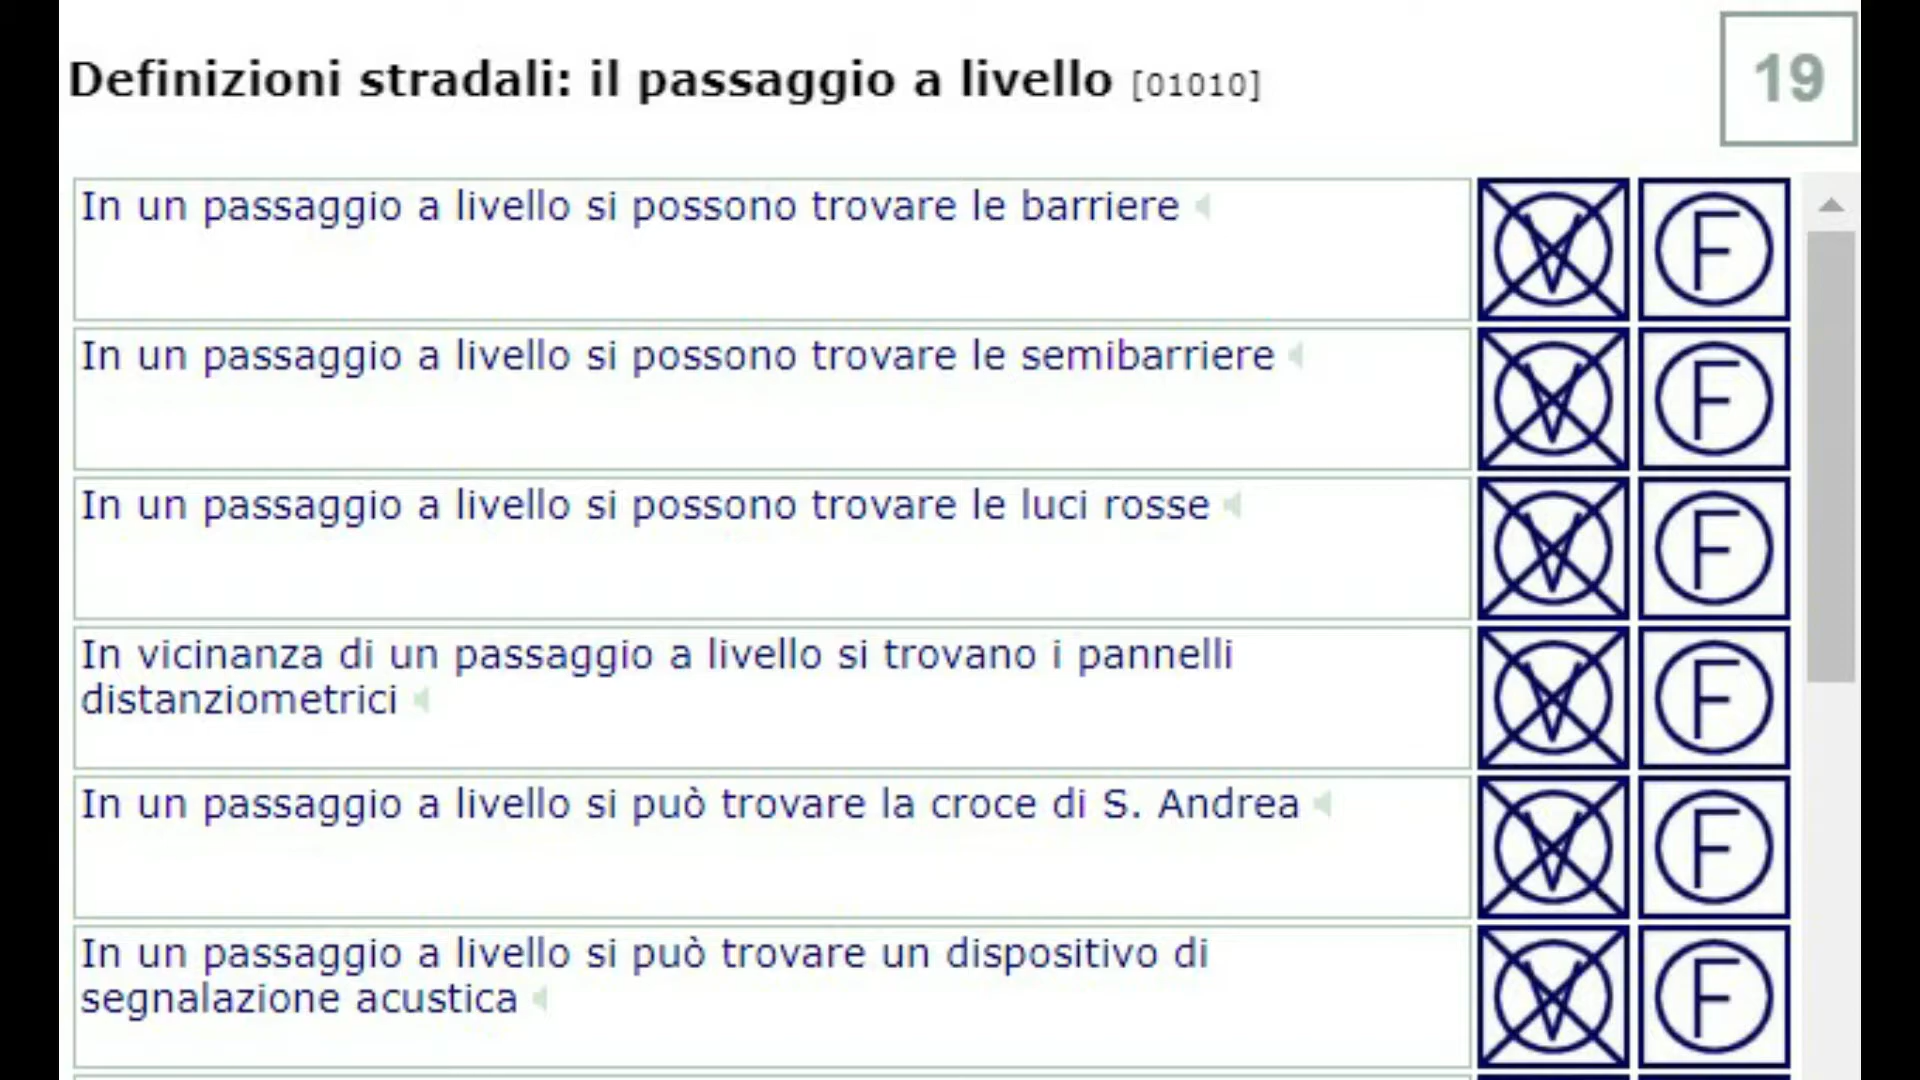 Definizioni stradali: il passaggio a livello [01010]
19
In un passaggio a livello si possono trovare le barriere
V F
In un passaggio a livello si possono trovare le semibarriere
V F
In un passaggio a livello si possono trovare le luci rosse
V F
In vicinanza di un passaggio a livello si trovano i pannelli
distanziometrici
V F
In un passaggio a livello si può trovare la croce di S. Andrea
V F
In un passaggio a livello si può trovare un dispositivo di
segnalazione acustica
V F